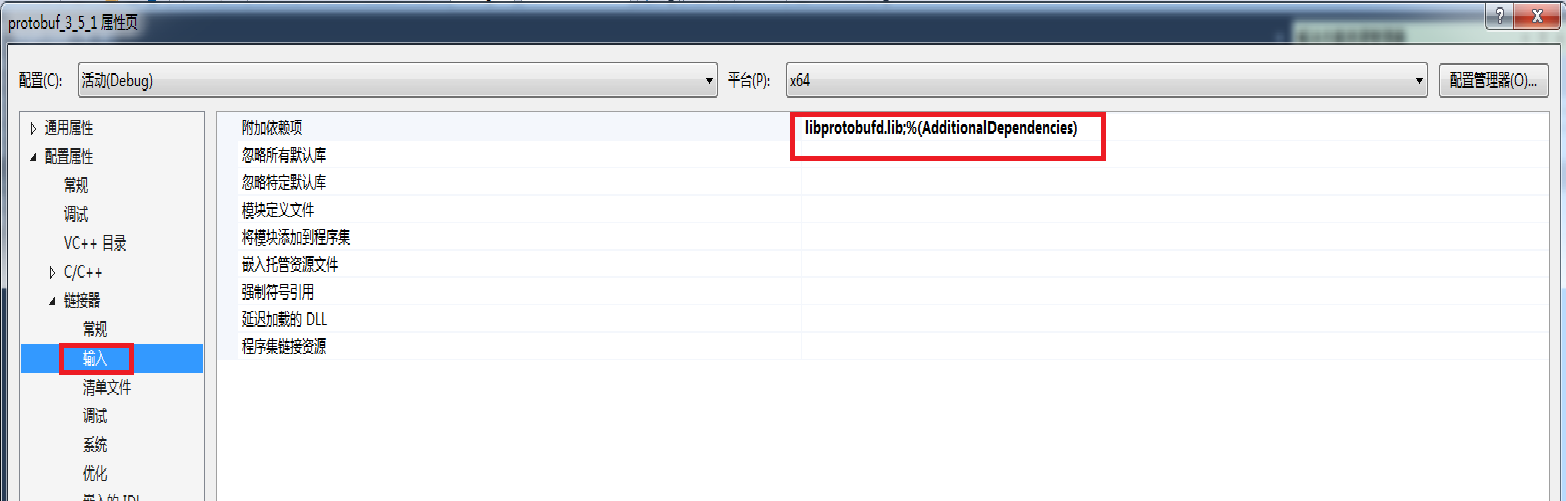 protobuf_3_5_1 属性页
?
X
配置(C):
活动(Debug)
平台(P):
x64
配置管理器(O)...
通用属性
配置属性
常规
调试
VC++ 目录
C/C++
链接器
常规
输入
清单文件
调试
系统
优化
嵌入的 IDL
附加依赖项
libprotobufd.lib;%(AdditionalDependencies)
忽略所有默认库
忽略特定默认库
模块定义文件
将模块添加到程序集
嵌入托管资源文件
强制符号引用
延迟加载的 DLL
程序集链接资源